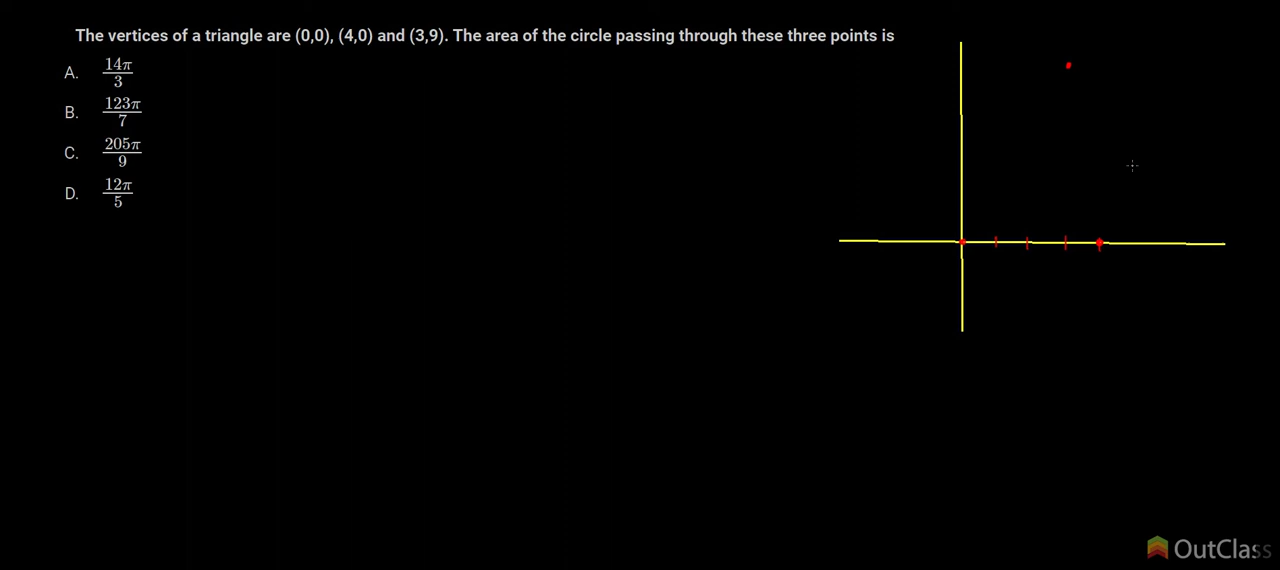 The vertices of a triangle are (0,0), (4,0) and (3,9). The area of the circle passing through these three points is
A. 14π/3
B. 123π/7
C. 205π/9
D. 12π/5
OutClass